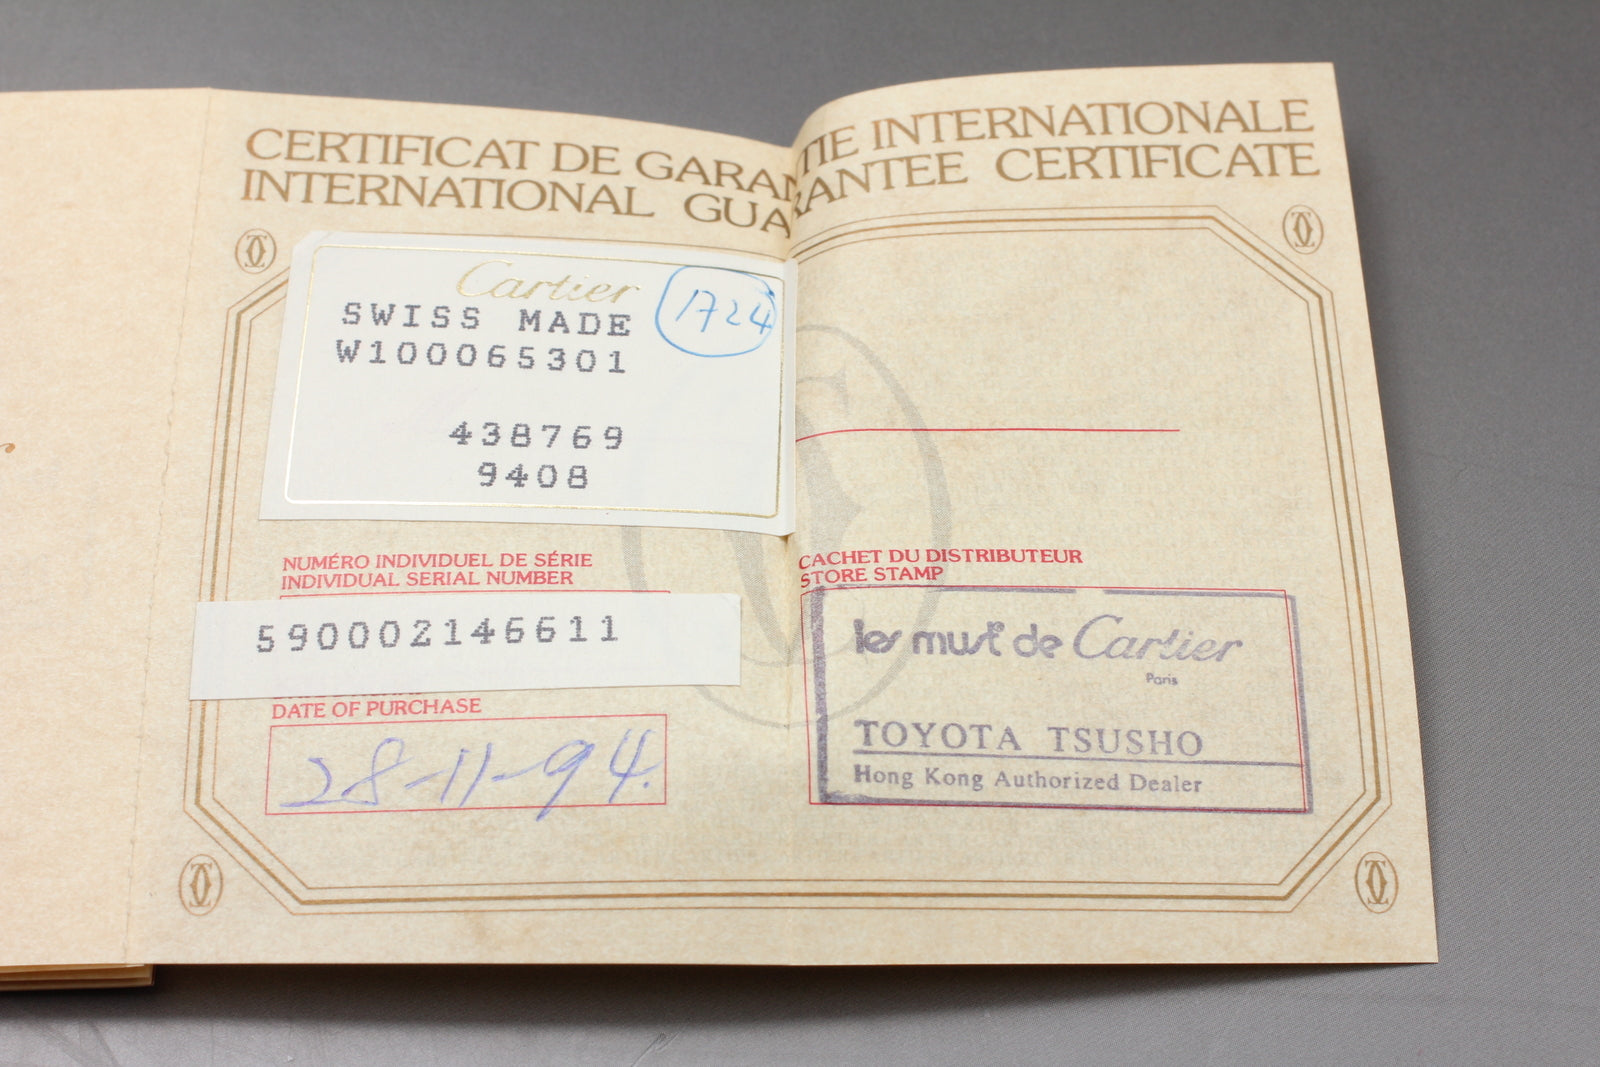 CERTIFICAT DE GARANTIE INTERNATIONALE
INTERNATIONAL GUARANTEE CERTIFICATE
Cartier
1724
SWISS MADE
W100065301
438769
9408
NUMÉRO INDIVIDUEL DE SÉRIE
INDIVIDUAL SERIAL NUMBER
590002146611
DATE OF PURCHASE
28-11-94.
CACHET DU DISTRIBUTEUR
STORE STAMP
les must de Cartier
Paris
TOYOTA TSUSHO
Hong Kong Authorized Dealer